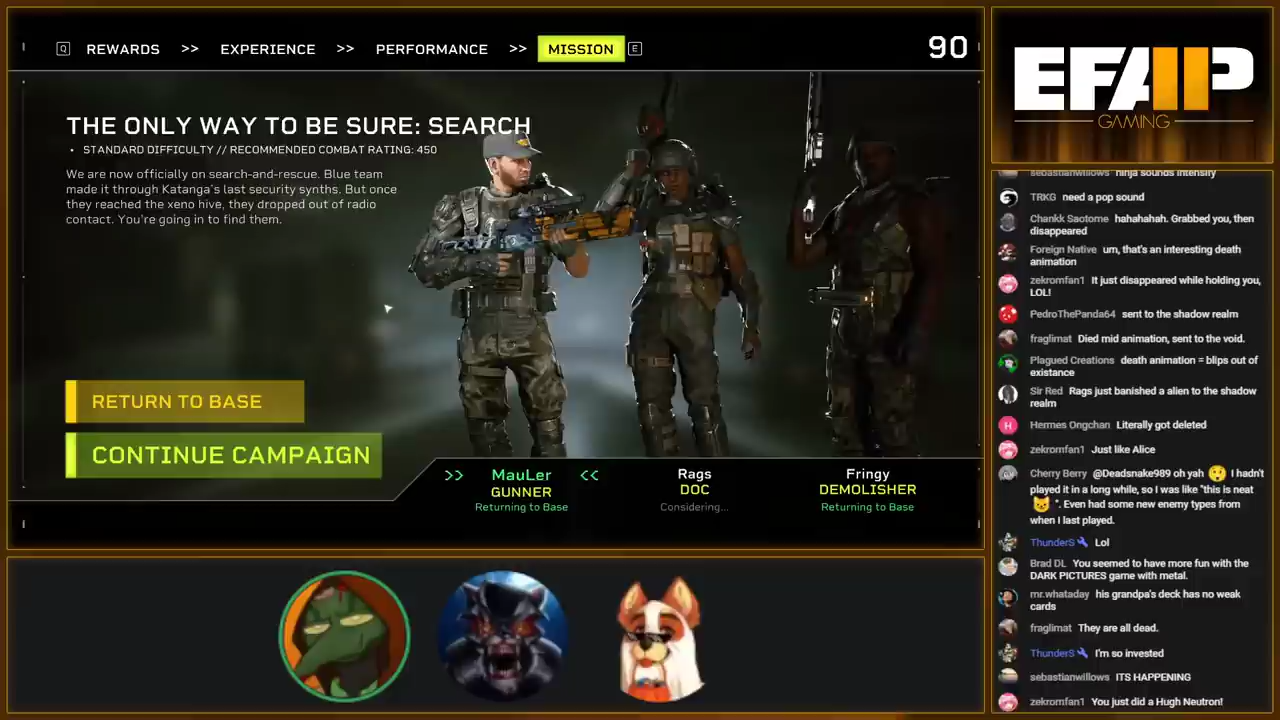 Q REWARDS >> EXPERIENCE >> PERFORMANCE >> MISSION E
90
THE ONLY WAY TO BE SURE: SEARCH
• STANDARD DIFFICULTY // RECOMMENDED COMBAT RATING: 450
We are now officially on search-and-rescue. Blue team
made it through Katanga's last security synths. But once
they reached the xeno hive, they dropped out of radio
contact. You're going to find them.
RETURN TO BASE
CONTINUE CAMPAIGN
>> MauLer <<
GUNNER
Returning to Base
Rags
DOC
Considering...
Fringy
DEMOLISHER
Returning to Base
EFAP
GAMING
sebastianwillows ninja sounds intensify
TRKG need a pop sound
Chankk Saotome hahahahah. Grabbed you, then
disappeared
Foreign Native um, that's an interesting death
animation
zekromfan1 It just disappeared while holding you,
LOL!
PedroThePanda64 sent to the shadow realm
fraglimat Died mid animation, sent to the void.
Plagued Creations death animation = blips out of
existance
Sir Red Rags just banished a alien to the shadow
realm
Hermes Ongchan Literally got deleted
zekromfan1 Just like Alice
Cherry Berry @Deadsnake989 oh yah 😲 I hadn't
played it in a long while, so I was like "this is neat
😺 ". Even had some new enemy types from
when I last played.
ThunderS Lol
Brad DL You seemed to have more fun with the
DARK PICTURES game with metal.
mr.whataday his grandpa's deck has no weak
cards
fraglimat They are all dead.
ThunderS I'm so invested
sebastianwillows ITS HAPPENING
zekromfan1 You just did a Hugh Neutron!